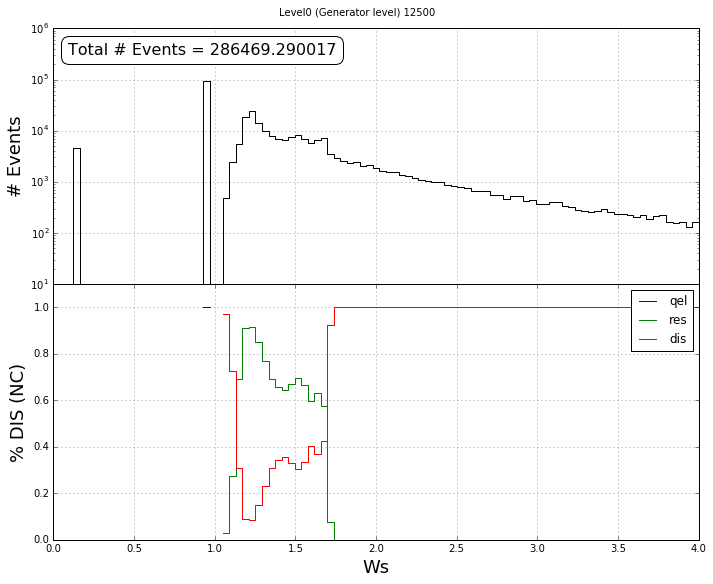 Level0 (Generator level) 12500
Total # Events = 286469.290017
# Events
10^6
10^5
10^4
10^3
10^2
10^1
% DIS (NC)
1.0
0.8
0.6
0.4
0.2
0.0
qel
res
dis
0.0 0.5 1.0 1.5 2.0 2.5 3.0 3.5 4.0
Ws